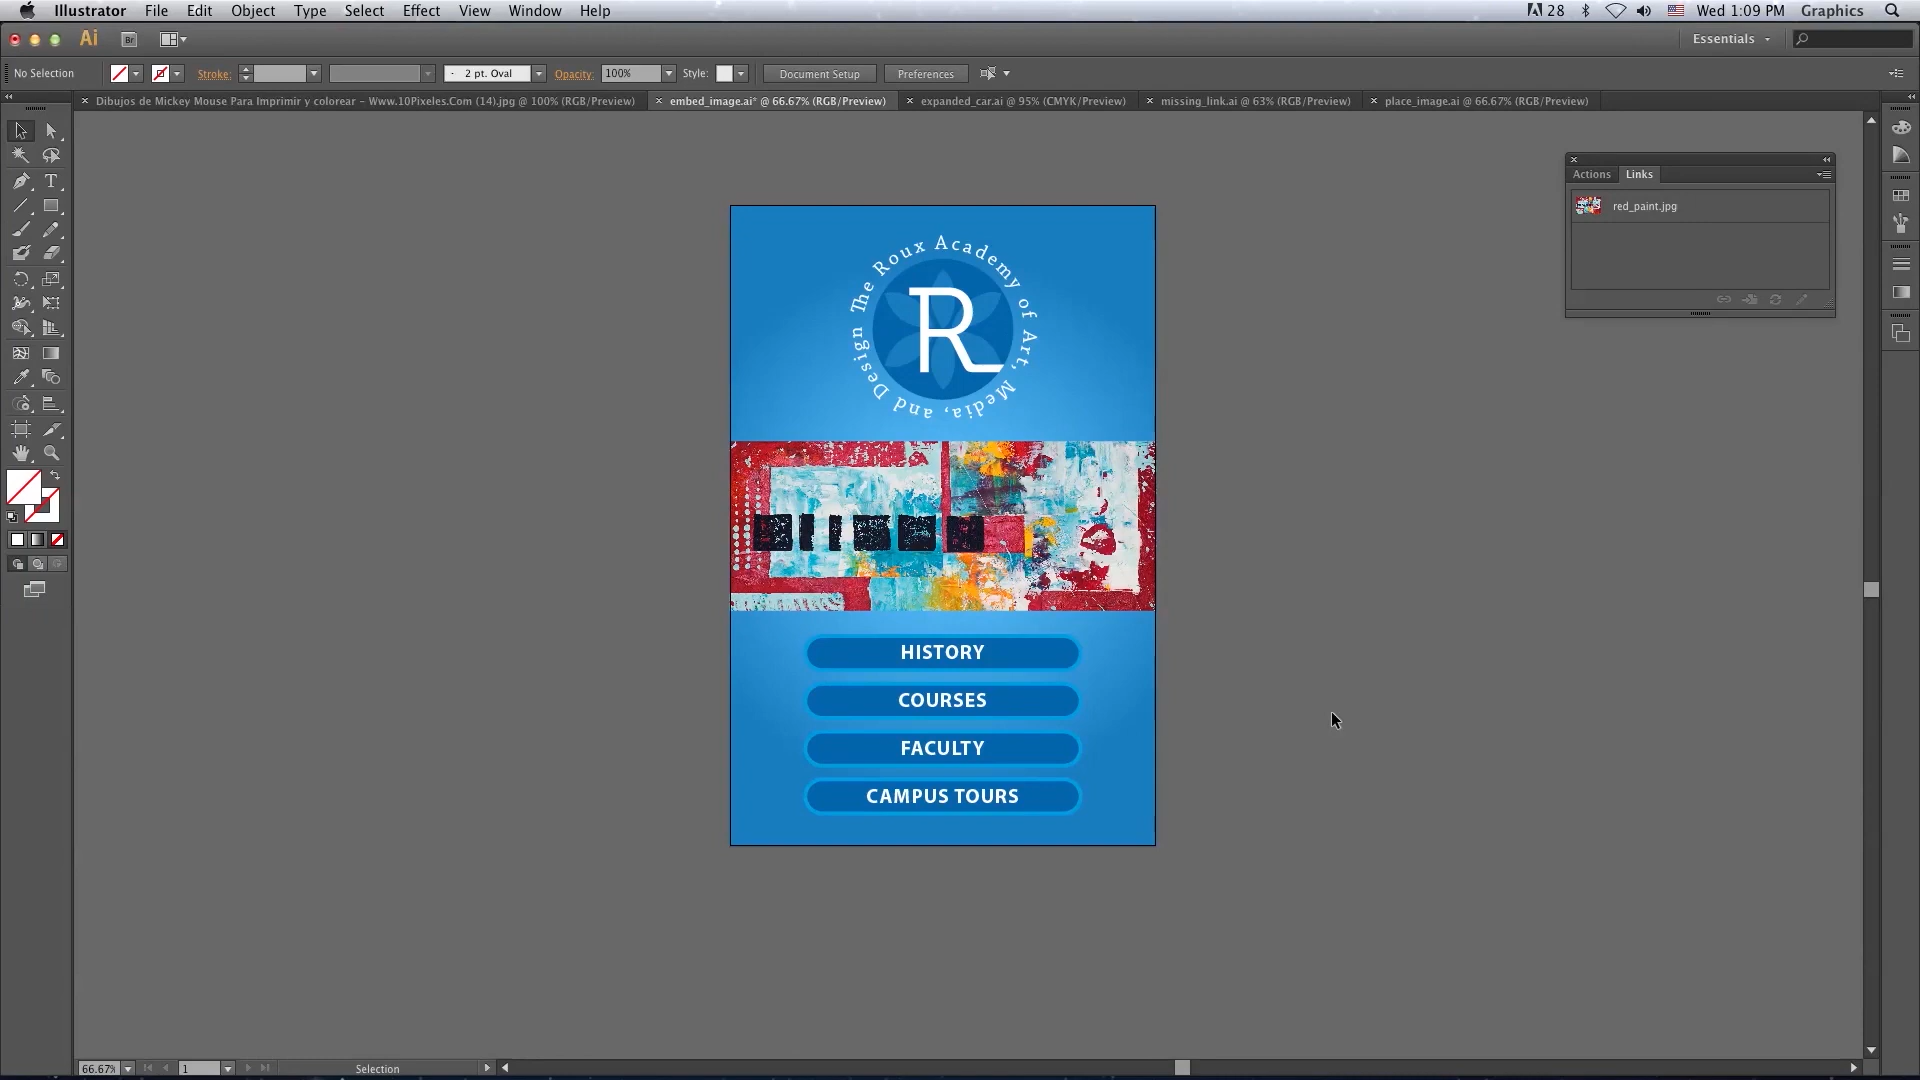 Illustrator File Edit Object Type Select Effect View Window Help 28 Wed 1:09 PM Graphics
Ai Br Essentials
No Selection Stroke: 2 pt. Oval Opacity: 100% Style: Document Setup Preferences
Dibujos de Mickey Mouse Para Imprimir y colorear - Www.10Pixeles.Com (14).jpg @ 100% (RGB/Preview) embed_image.ai* @ 66.67% (RGB/Preview) expanded_car.ai @ 95% (CMYK/Preview) missing_link.ai @ 63% (RGB/Preview) place_image.ai @ 66.67% (RGB/Preview)
Actions Links
red_paint.jpg
The Roux Academy of Art, Media, and Design
R
HISTORY
COURSES
FACULTY
CAMPUS TOURS
66.67% 1 Selection